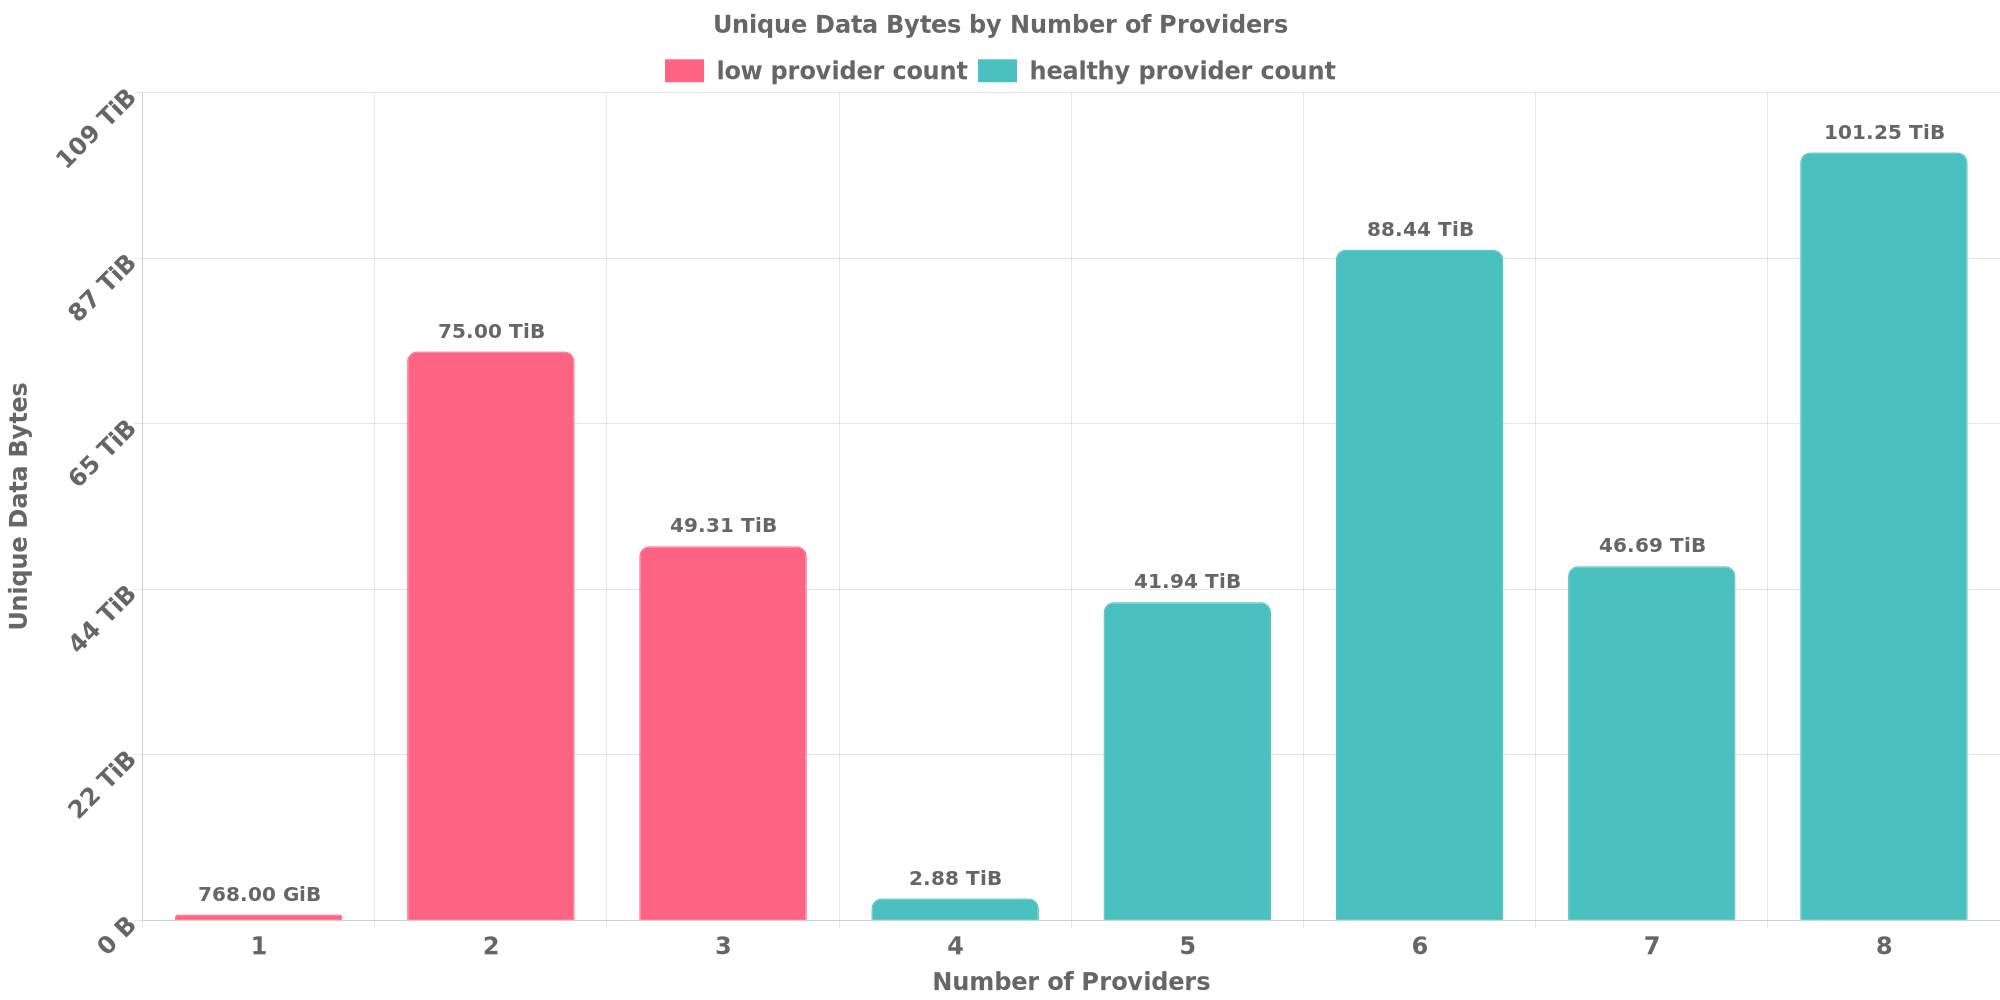 Unique Data Bytes by Number of Providers
low provider count healthy provider count
109 TiB
87 TiB
65 TiB
44 TiB
22 TiB
0 B
Unique Data Bytes
768.00 GiB
75.00 TiB
49.31 TiB
2.88 TiB
41.94 TiB
88.44 TiB
46.69 TiB
101.25 TiB
1 2 3 4 5 6 7 8
Number of Providers